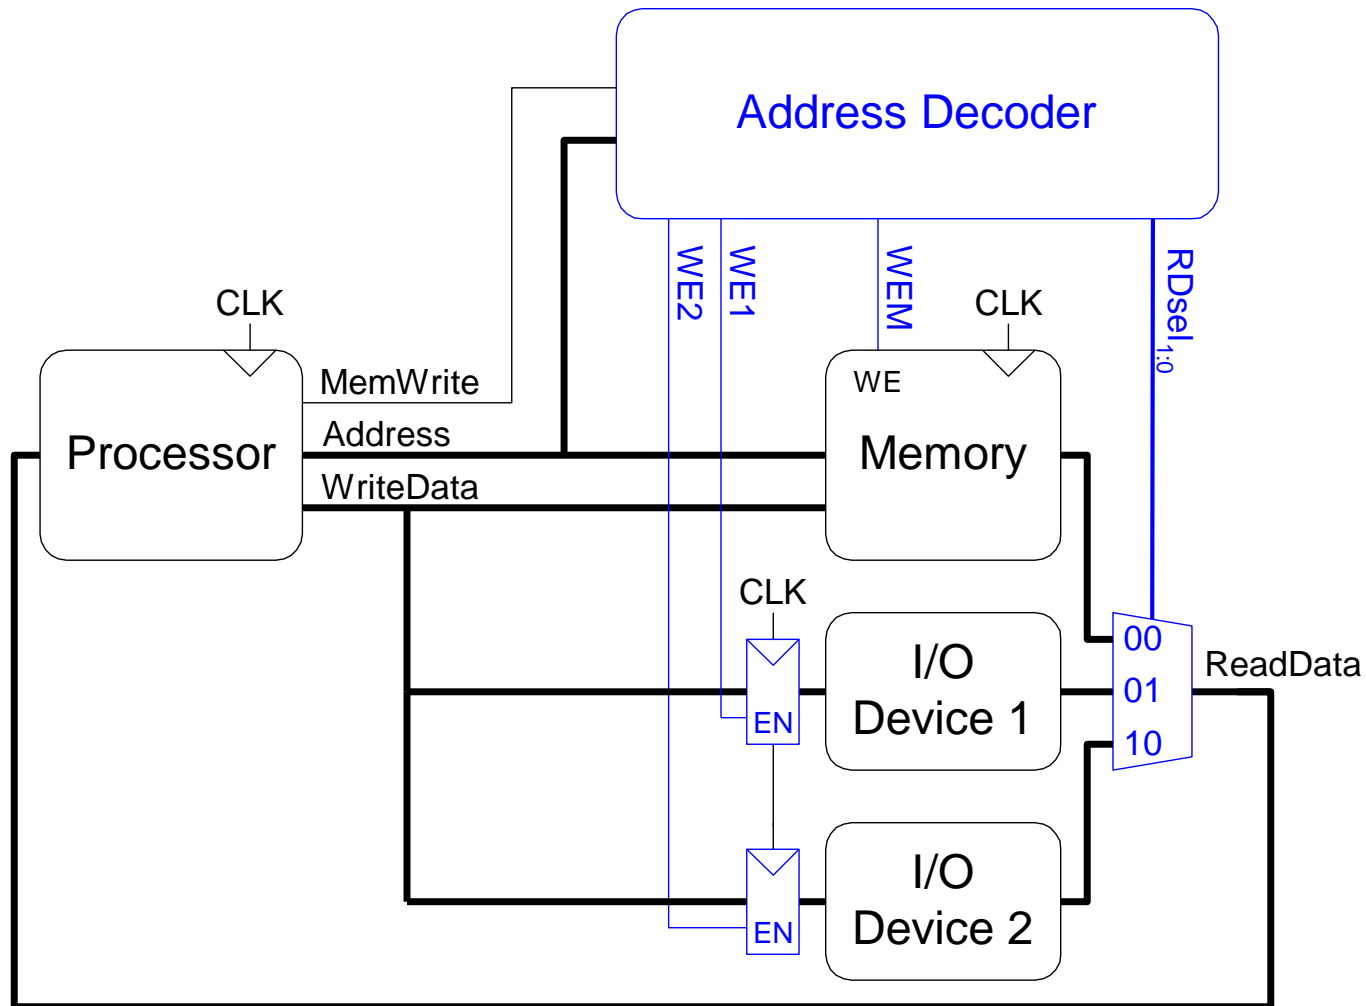 Address Decoder
WE2
WE1
WEM
RDsel1:0
CLK
CLK
MemWrite
WE
Address
Processor
Memory
WriteData
CLK
I/O
Device 1
EN
00
01
10
ReadData
I/O
Device 2
EN